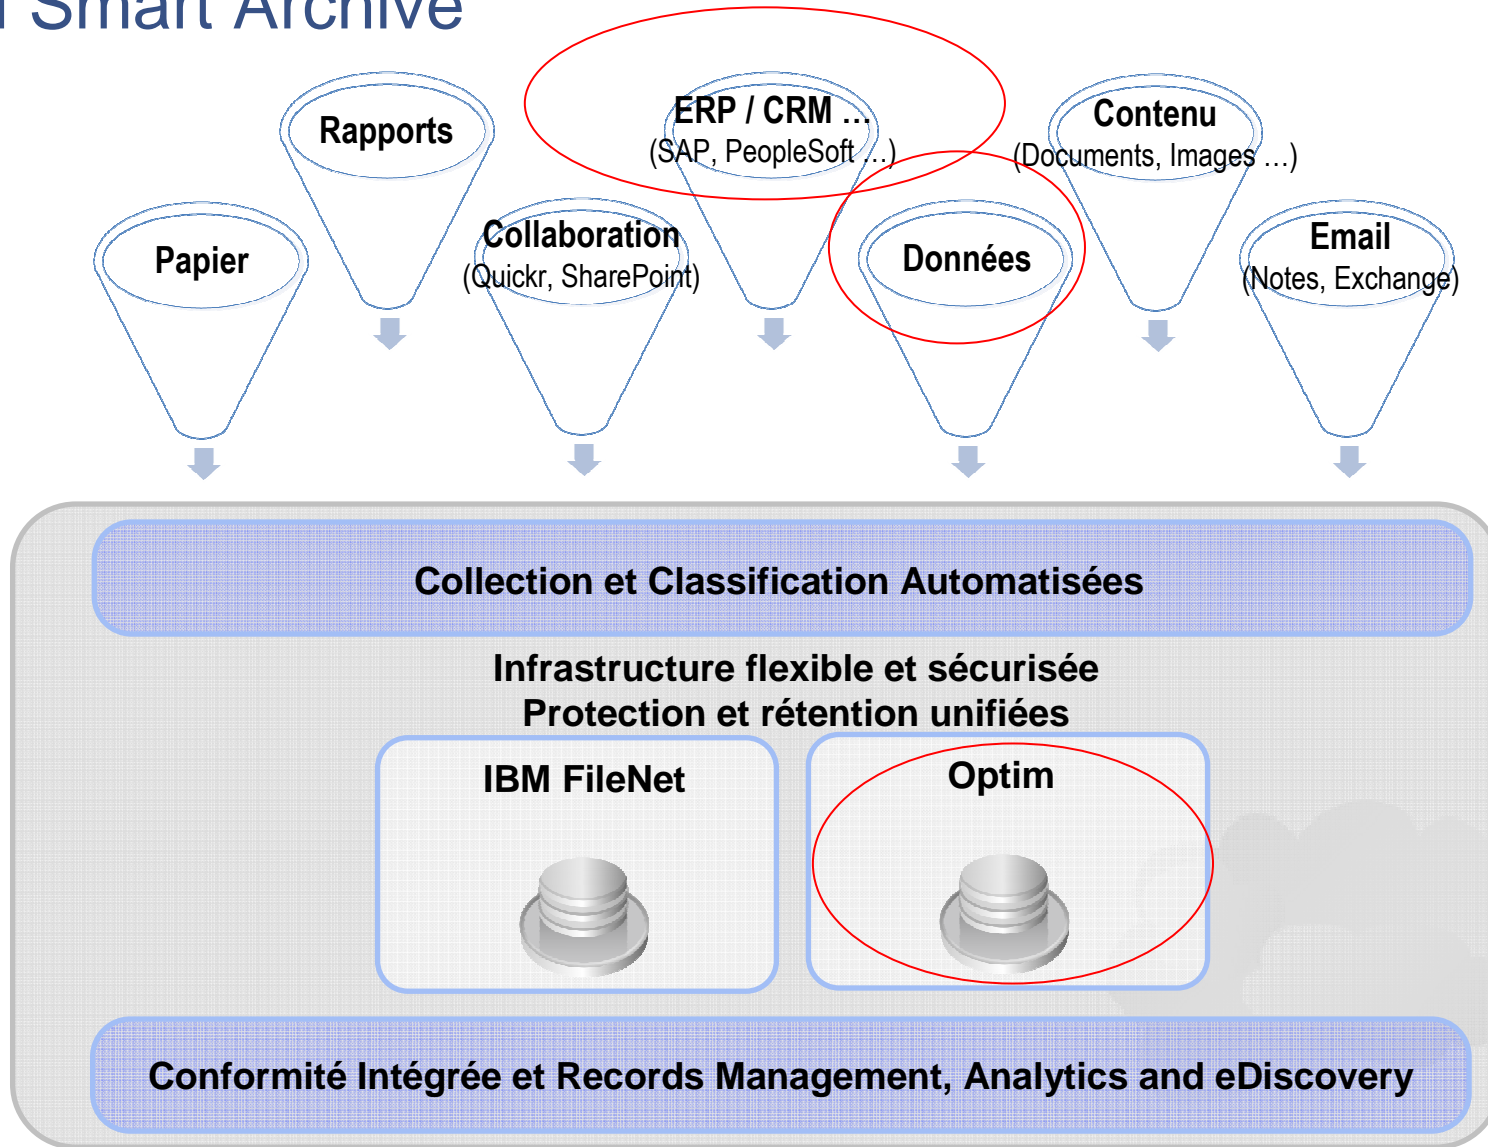 Smart Archive
Rapports
ERP / CRM ...
(SAP, PeopleSoft ...)
Contenu
(Documents, Images ...)
Papier
Collaboration
(Quickr, SharePoint)
Données
Email
(Notes, Exchange)
Collection et Classification Automatisées
Infrastructure flexible et sécurisée
Protection et rétention unifiées
IBM FileNet
Optim
Conformité Intégrée et Records Management, Analytics and eDiscovery